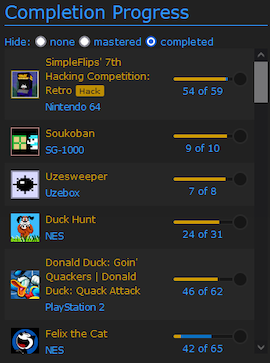 Completion Progress
Hide: none mastered completed
SimpleFlips' 7th
Hacking Competition:
Retro Hack
Nintendo 64
54 of 59
Soukoban
SG-1000
9 of 10
Uzesweeper
Uzebox
7 of 8
Duck Hunt
NES
24 of 31
Donald Duck: Goin'
Quackers | Donald
Duck: Quack Attack
PlayStation 2
46 of 62
Felix the Cat
NES
42 of 65